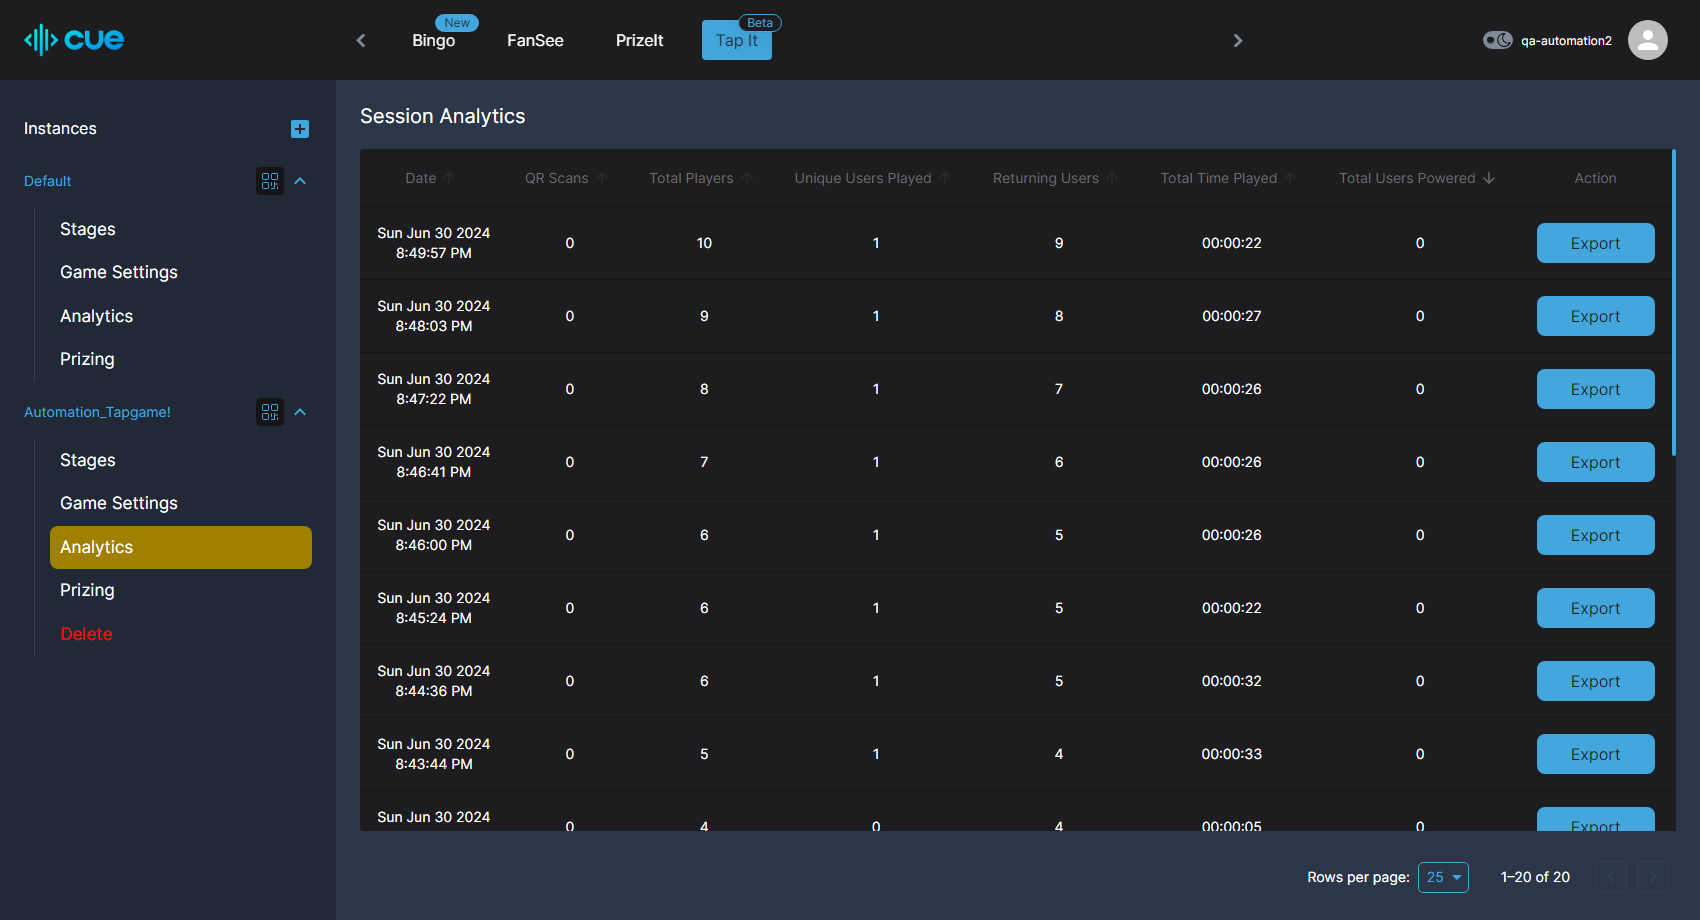 cue
New
Bingo
FanSee
PrizeIt
Beta
Tap It
qa-automation2
Instances
Default
Stages
Game Settings
Analytics
Prizing
Automation_Tapgame!
Stages
Game Settings
Analytics
Prizing
Delete
Session Analytics
Date QR Scans Total Players Unique Users Played Returning Users Total Time Played Total Users Powered Action
Sun Jun 30 2024 8:49:57 PM 0 10 1 9 00:00:22 0 Export
Sun Jun 30 2024 8:48:03 PM 0 9 1 8 00:00:27 0 Export
Sun Jun 30 2024 8:47:22 PM 0 8 1 7 00:00:26 0 Export
Sun Jun 30 2024 8:46:41 PM 0 7 1 6 00:00:26 0 Export
Sun Jun 30 2024 8:46:00 PM 0 6 1 5 00:00:26 0 Export
Sun Jun 30 2024 8:45:24 PM 0 6 1 5 00:00:22 0 Export
Sun Jun 30 2024 8:44:36 PM 0 6 1 5 00:00:32 0 Export
Sun Jun 30 2024 8:43:44 PM 0 5 1 4 00:00:33 0 Export
Sun Jun 30 2024 0 4 0 4 00:00:05 0 Export
Rows per page: 25 1–20 of 20